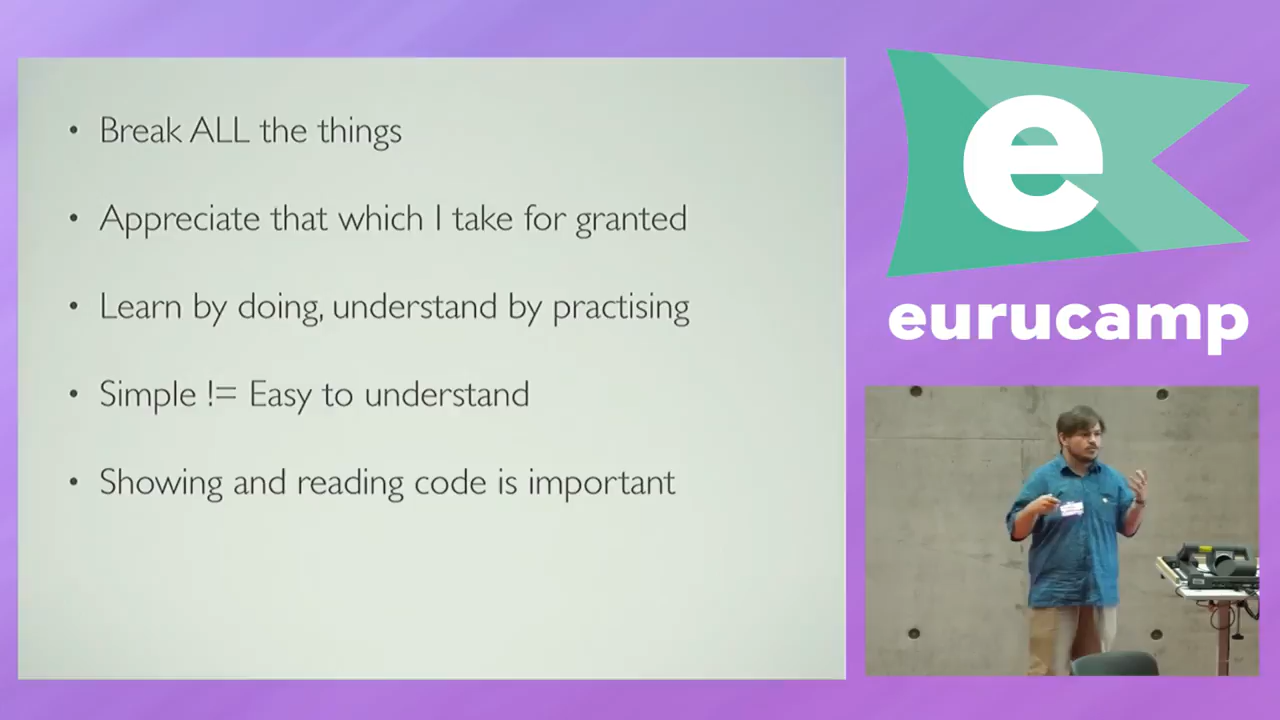 • Break ALL the things
• Appreciate that which I take for granted
• Learn by doing, understand by practising
• Simple != Easy to understand
• Showing and reading code is important
e
eurucamp